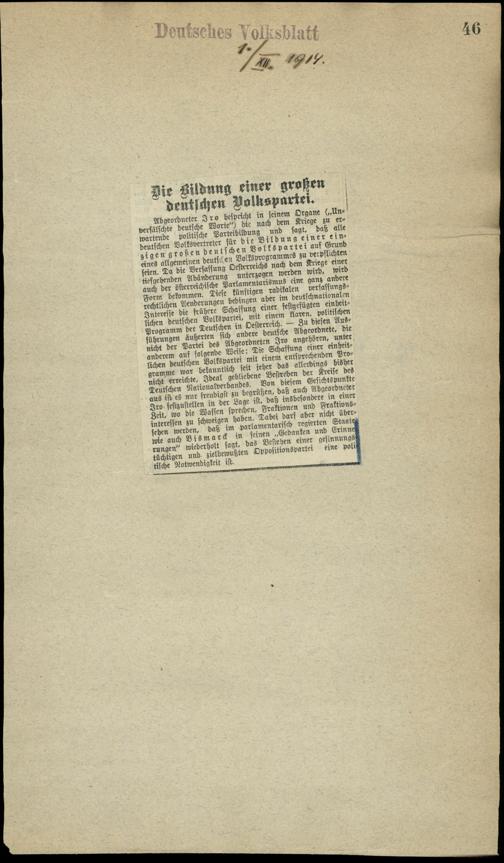 Deutsches Volksblatt
46
1./XII. 1914.
Die Bildung einer großen
deutschen Volkspartei.
Abgeordneter Iro bespricht in seinem Organe („Un-
verfälschte deutsche Worte“) die nach dem Kriege zu er-
wartende politische Parteibildung und sagt, daß alle
deutschen Volksvertreter für die Bildung einer ein-
zigen großen deutschen Volkspartei auf Grund
eines allgemeinen deutschen Volksprogrammes zu verpflichten
seien. Da die Verfassung Oesterreichs nach dem Kriege einer
tiefgehenden Abänderung unterzogen werden wird, wird
auch der österreichische Parlamentarismus eine ganz andere
Form bekommen. Diese künftigen radikalen verfassungs-
rechtlichen Aenderungen bedingen aber im deutschnationalen
Interesse die frühere Schaffung einer festgefügten einheit-
lichen deutschen Volkspartei, mit einem klaren, politischen
Programm der Deutschen in Oesterreich. — Zu diesen Aus-
führungen äußerten sich andere deutsche Abgeordnete, die
nicht der Partei des Abgeordneten Iro angehören, unter
anderem auf folgende Weise: Die Schaffung einer einheit-
lichen deutschen Volkspartei mit einem entsprechenden Pro-
gramme war bekanntlich seit jeher das allerdings bisher
nicht erreichte, Ideal gebliebene Bestreben der Kreise des
Deutschen Nationalverbandes. Von diesem Gesichtspunkte
aus ist es nur freudigst zu begrüßen, daß auch Abgeordneter
Iro festzustellen in der Lage ist, daß insbesondere in einer
Zeit, wo die Waffen sprechen, Fraktionen und Fraktions-
interessen zu schweigen haben. Dabei darf aber nicht über-
sehen werden, daß im parlamentarisch regierten Staate
wie auch Bismarck in seinen „Gedanken und Erinne
rungen“ wiederholt sagt, das Bestehen einer gesinnungs
tüchtigen und zielbewußten Oppositionspartei eine poli
tische Notwendigkeit ist.